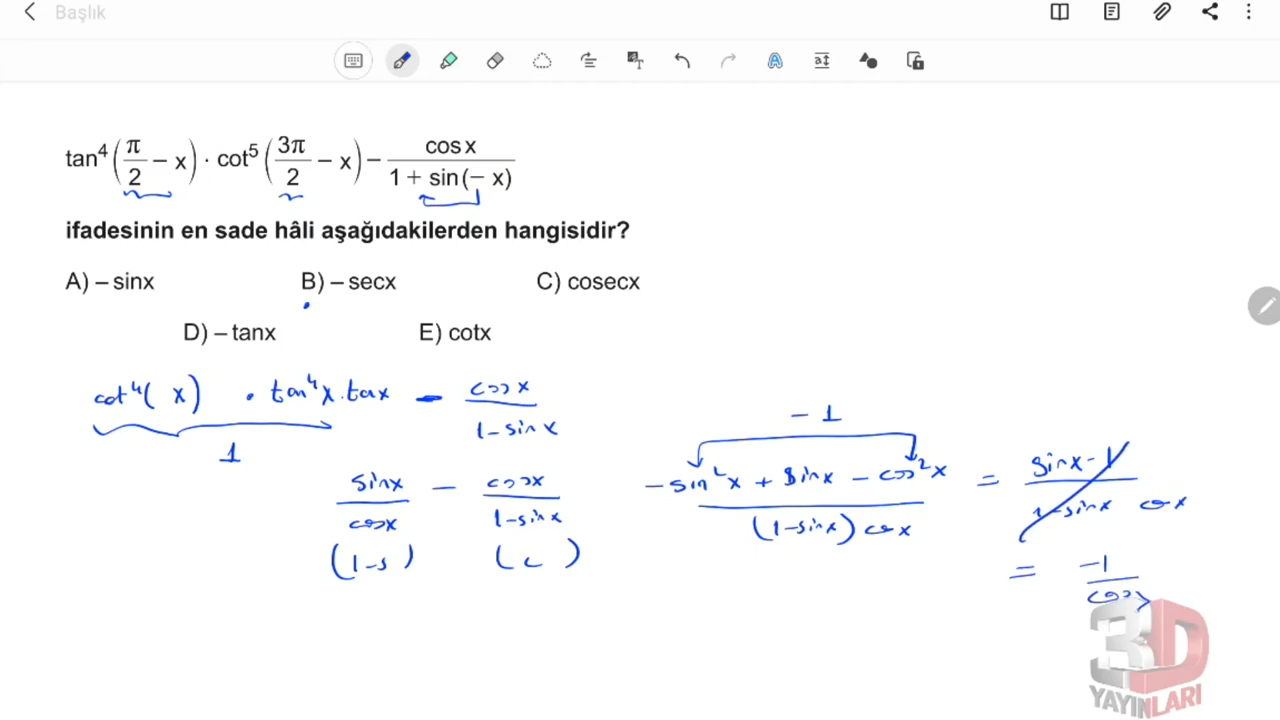 Başlık
tan⁴(π/2 − x) · cot⁵(3π/2 − x) − cosx/(1 + sin(− x))
ifadesinin en sade hâli aşağıdakilerden hangisidir?
A) – sinx B) – secx C) cosecx
D) – tanx E) cotx
cot⁴( x) · tan⁴x.tax − cosx/(1-sinx)
1
sinx/cosx − cosx/(1-sinx)
(1-s) (c )
− 1
(−sin²x + sinx − cos²x)/((1-sinx) cosx) = (sinx-1)/(1-sinx cosx)
= -1/cosx
3D
YAYINLARI